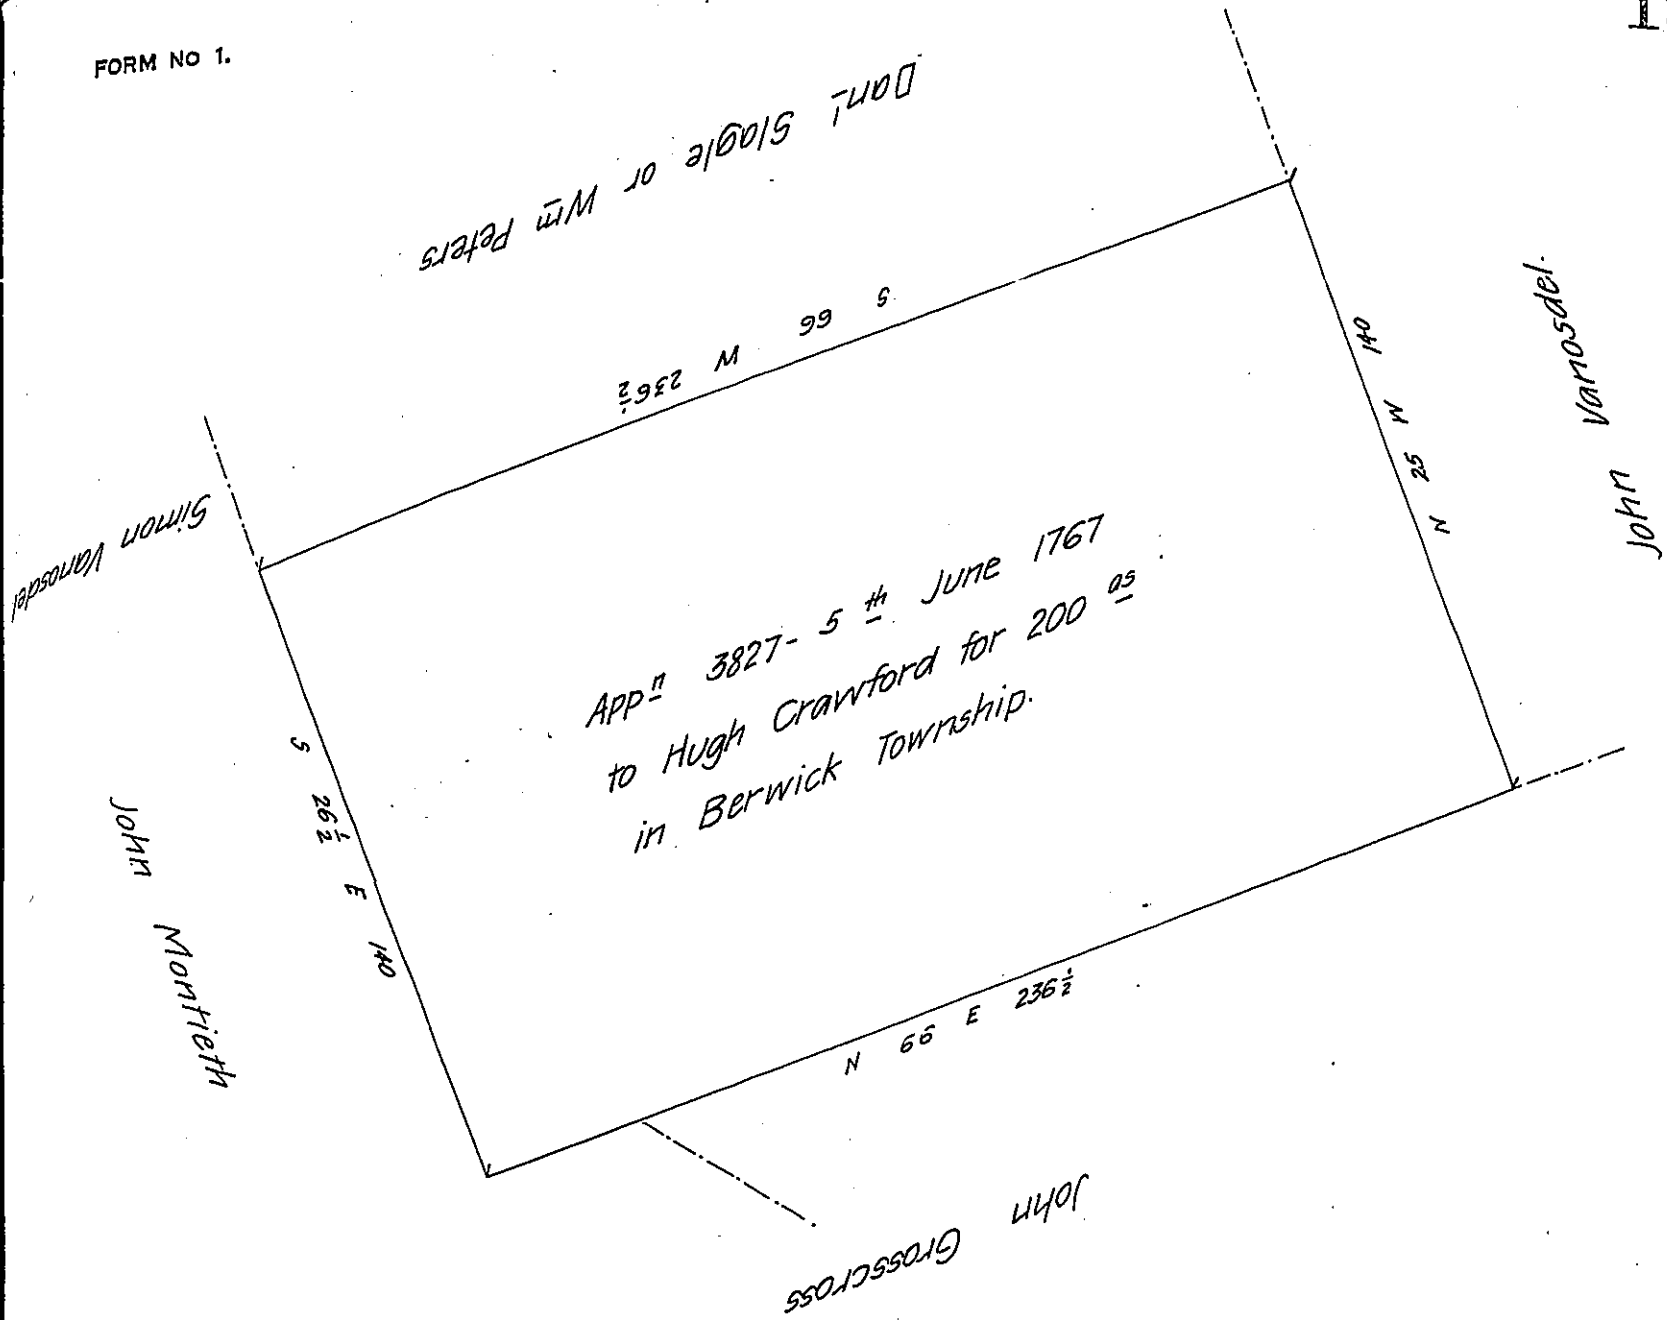 FORM NO 1.
Danl Slagle or Wm Peters
S 66 W 236½
Simon Vanosdel
140
N 25 W
John Vanosdel.
Appn 3827- 5th June 1767
to Hugh Crawford for 200 as
in Berwick Township.
S 26½ E 140
John Montieth
N 66 E 236½
John Grosscross